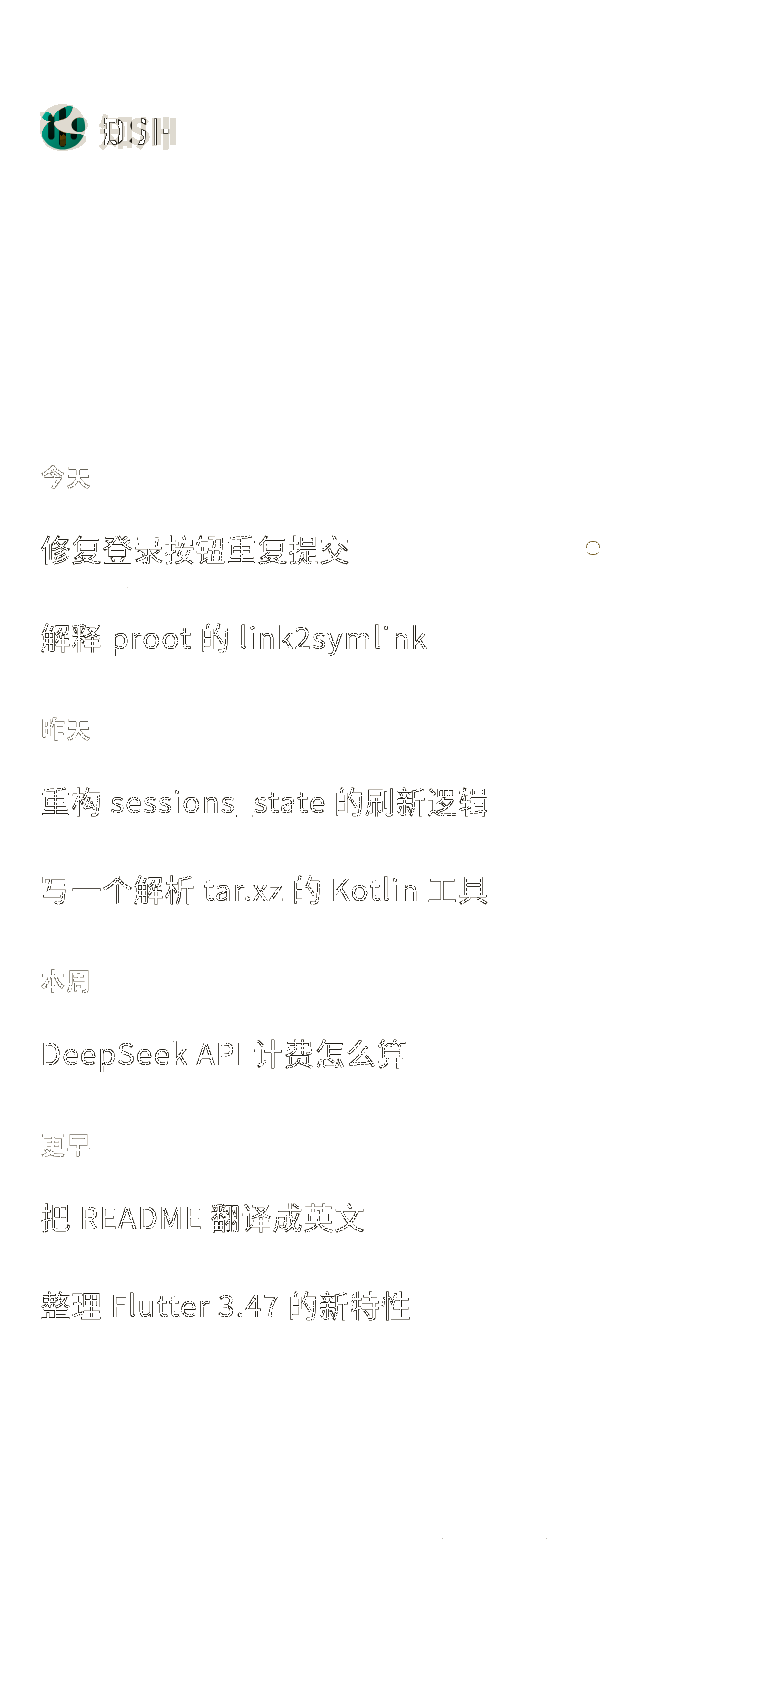 今天
修复登录按钮重复提交
解释 proot 的 link2symlink
昨天
重构 sessions_state 的刷新逻辑
写一个解析 tar.xz 的 Kotlin 工具
本周
DeepSeek API 计费怎么算
更早
把 README 翻译成英文
整理 Flutter 3.47 的新特性